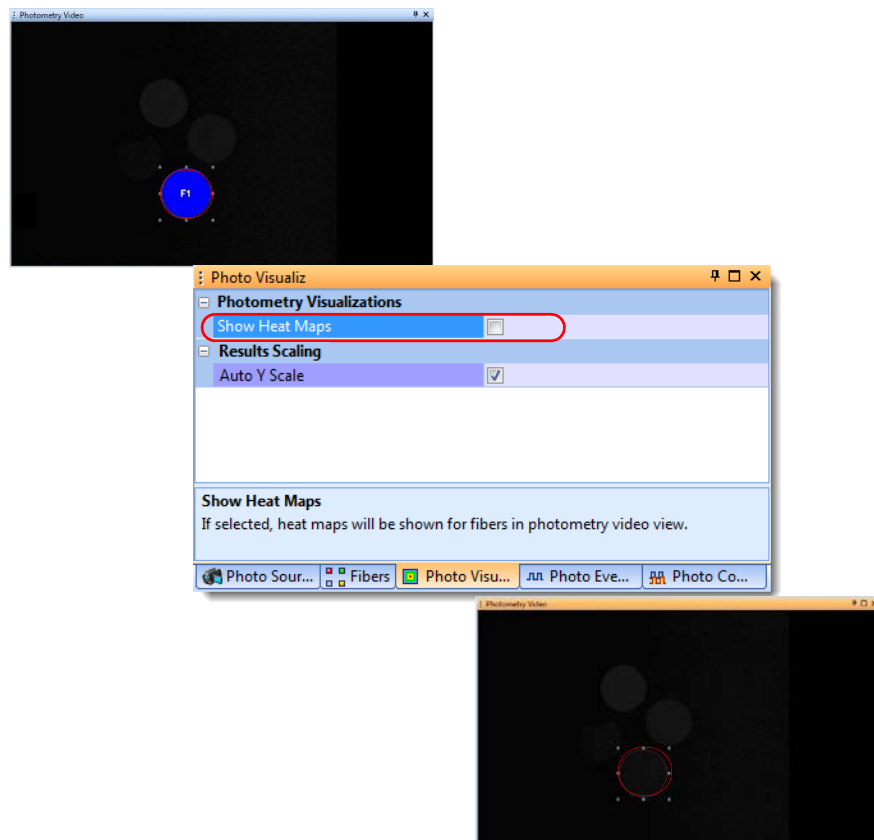 Photometry Video
F1
Photo Visualiz
Photometry Visualizations
Show Heat Maps
Results Scaling
Auto Y Scale
Show Heat Maps
If selected, heat maps will be shown for fibers in photometry video view.
Photo Sour... Fibers Photo Visu... Photo Eve... Photo Co...
Photometry Video